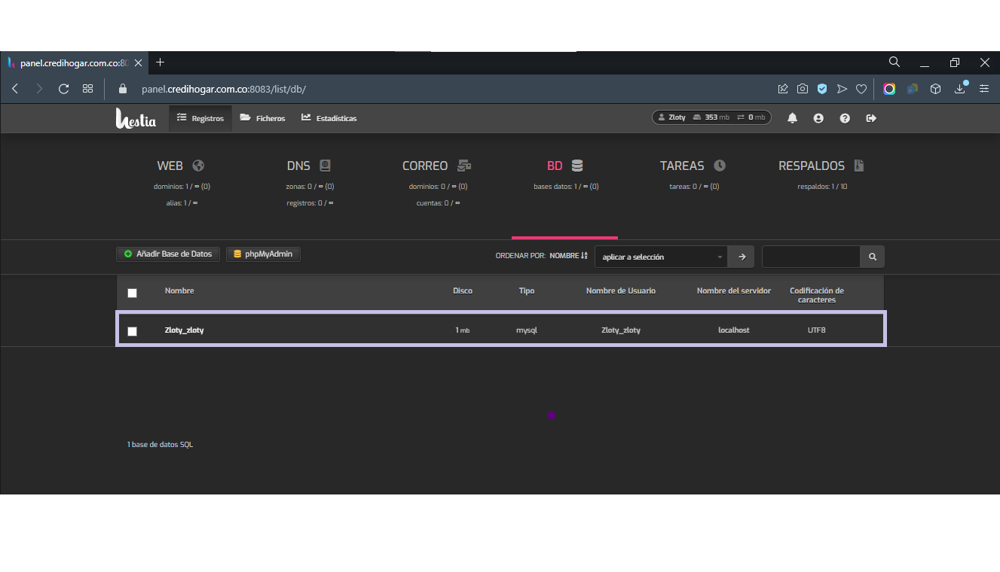 panel.credihogar.com.co:80
panel.credihogar.com.co:8083/list/db/
hestia
Registros
Ficheros
Estadísticas
Zloty 353 mb 0 mb
WEB
dominios: 1 / ∞ (0)
alias: 1 / ∞
DNS
zonas: 0 / ∞ (0)
registros: 0 / ∞
CORREO
dominios: 0 / ∞ (0)
cuentas: 0 / ∞
BD
bases datos: 1 / ∞ (0)
TAREAS
tareas: 0 / ∞ (0)
RESPALDOS
respaldos: 1 / 10
Añadir Base de Datos
phpMyAdmin
ORDENAR POR: NOMBRE
aplicar a selección
Nombre Disco Tipo Nombre de Usuario Nombre del servidor Codificación de
caracteres
Zloty_zloty 1 mb mysql Zloty_zloty localhost UTF8
1 base de datos SQL